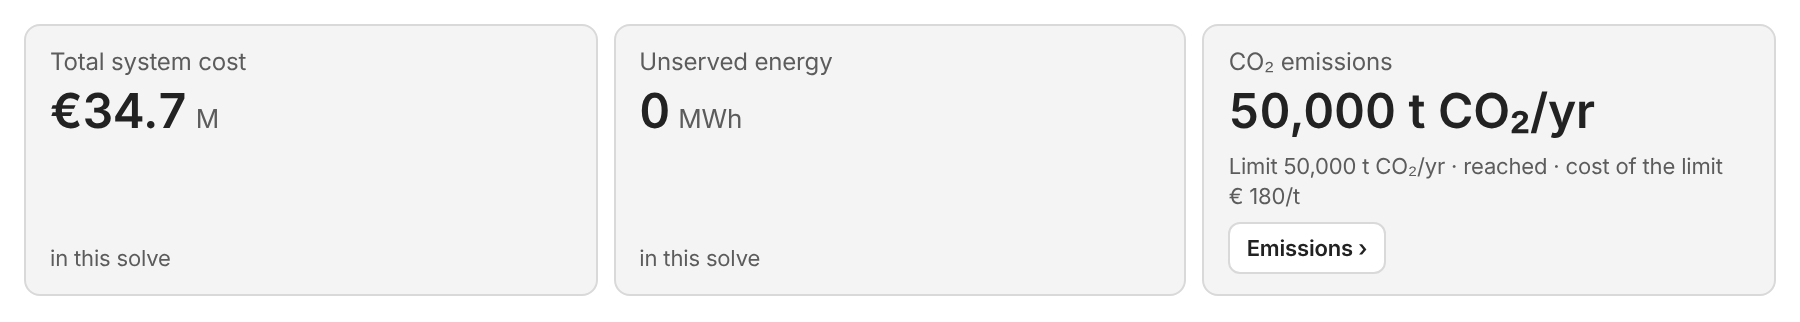 Total system cost
€34.7 M
in this solve
Unserved energy
0 MWh
in this solve
CO₂ emissions
50,000 t CO₂/yr
Limit 50,000 t CO₂/yr · reached · cost of the limit
€ 180/t
Emissions ›